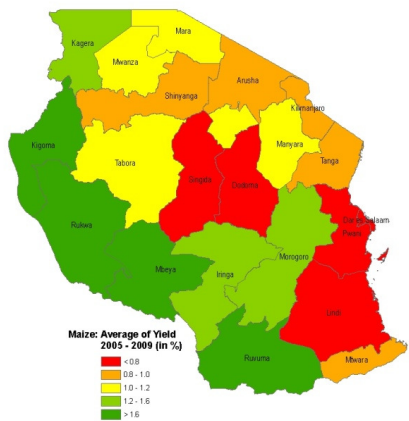 Mara
Kagera
Mwanza
Arusha
Shinyanga
Kilimanjaro
Kigoma
Manyara
Tabora
Tanga
Singida
Dodoma
Dar es Salaam
Pwani
Rukwa
Morogoro
Mbeya
Iringa
Lindi
Maize: Average of Yield
2005 - 2009 (in %)
Mtwara
Ruvuma
< 0.8
0.8 - 1.0
1.0 - 1.2
1.2 - 1.6
> 1.6